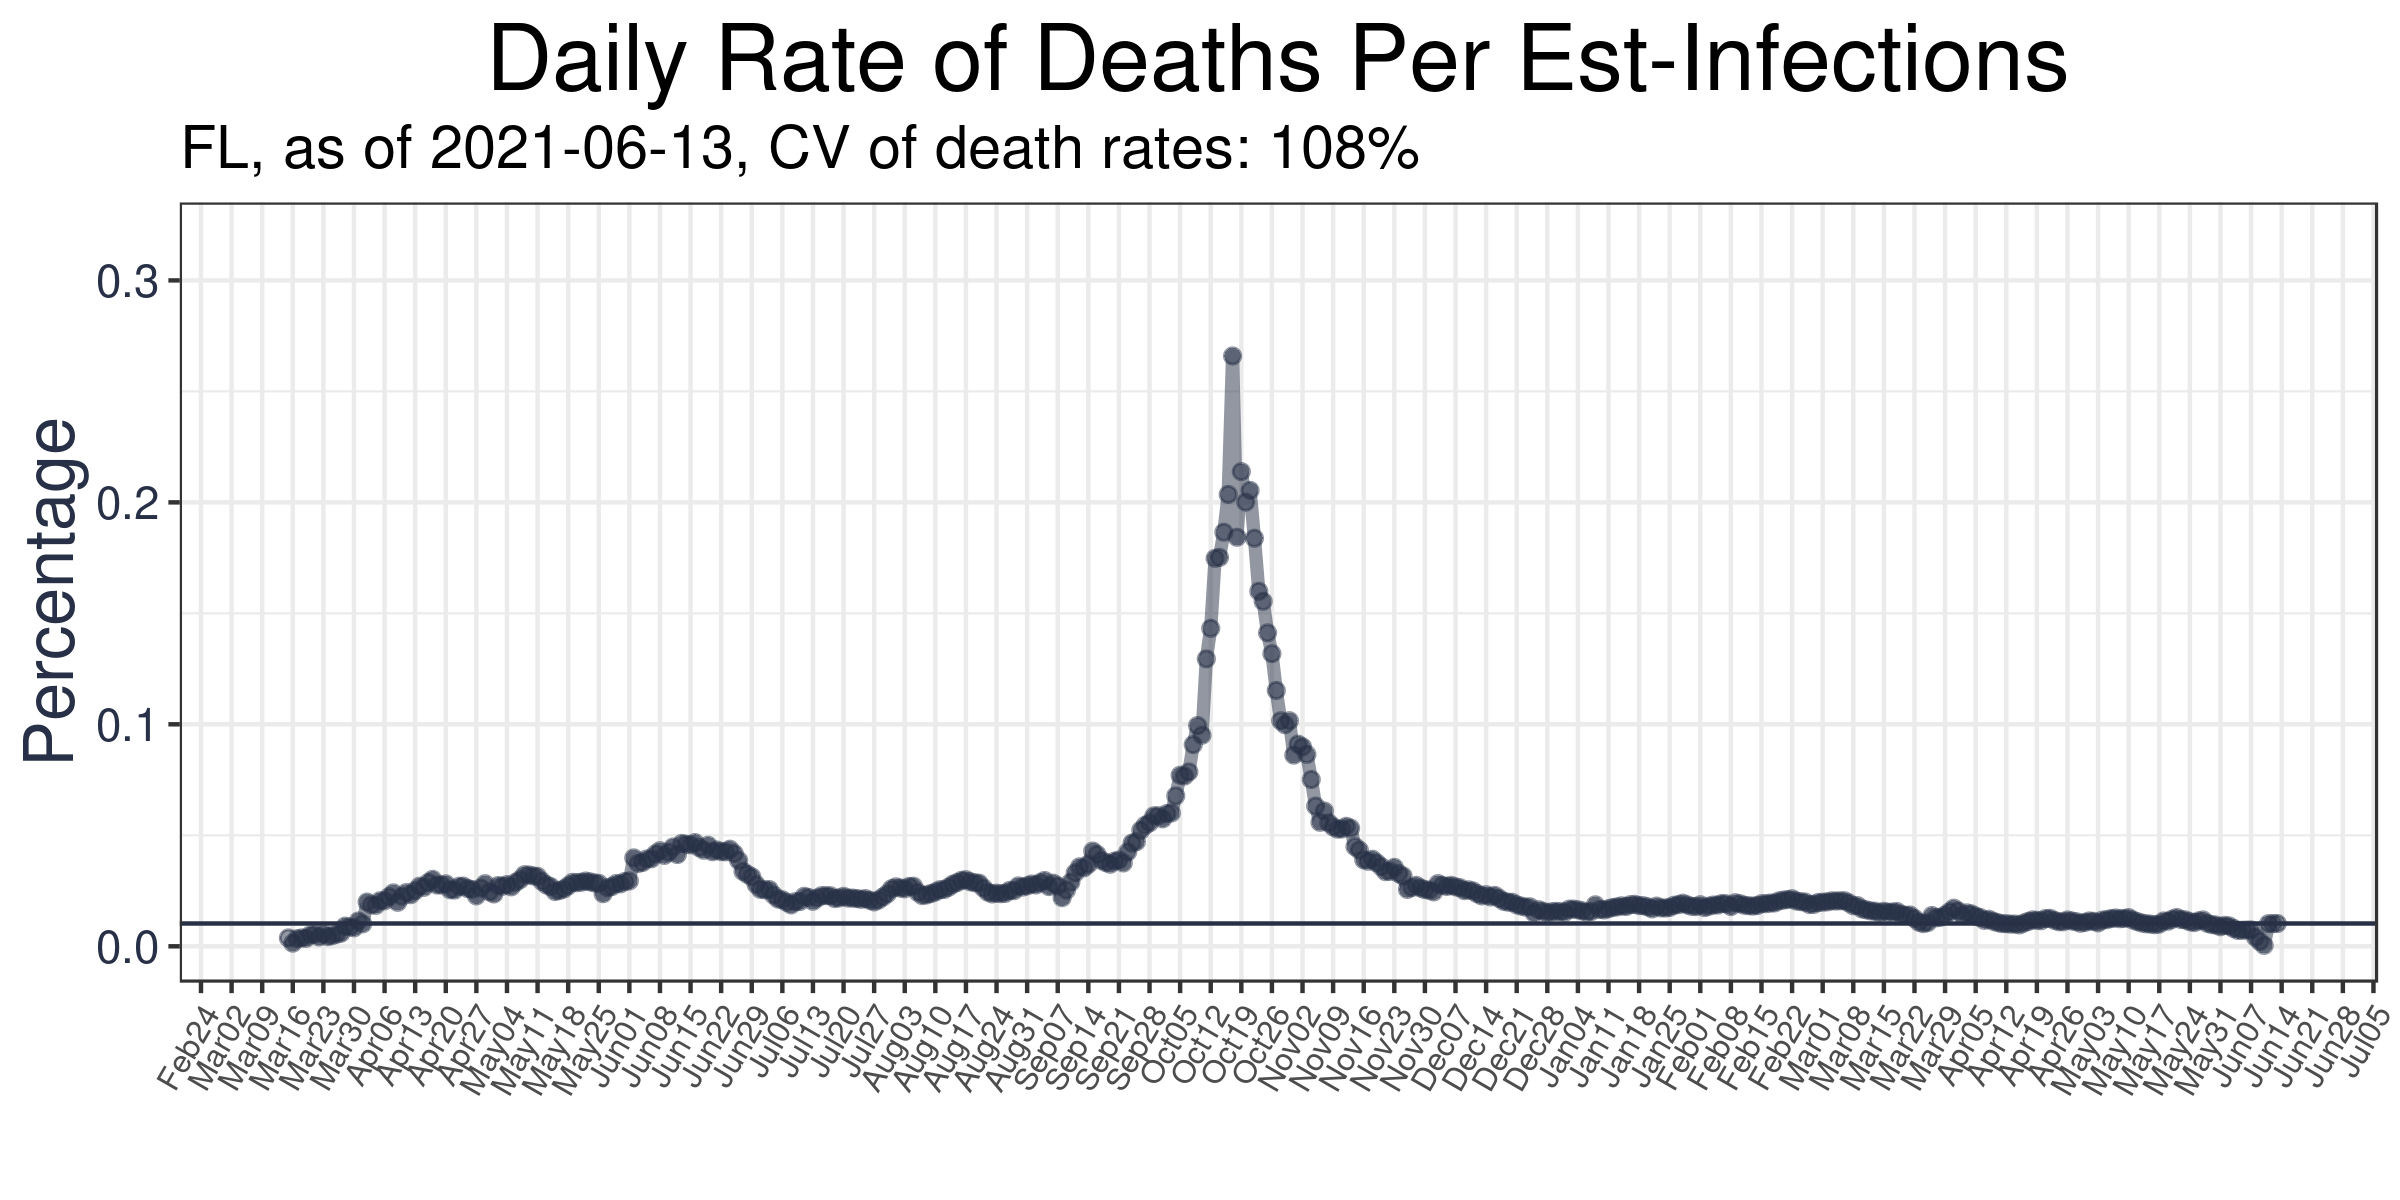 Daily Rate of Deaths Per Est-Infections
FL, as of 2021-06-13, CV of death rates: 108%
Percentage
0.3
0.2
0.1
0.0
Feb24
Mar02
Mar09
Mar16
Mar23
Mar30
Apr06
Apr13
Apr20
Apr27
May04
May11
May18
May25
Jun01
Jun08
Jun15
Jun22
Jun29
Jul06
Jul13
Jul20
Jul27
Aug03
Aug10
Aug17
Aug24
Aug31
Sep07
Sep14
Sep21
Sep28
Oct05
Oct12
Oct19
Oct26
Nov02
Nov09
Nov16
Nov23
Nov30
Dec07
Dec14
Dec21
Dec28
Jan04
Jan11
Jan18
Jan25
Feb01
Feb08
Feb15
Feb22
Mar01
Mar08
Mar15
Mar22
Mar29
Apr05
Apr12
Apr19
Apr26
May03
May10
May17
May24
May31
Jun07
Jun14
Jun21
Jun28
Jul05